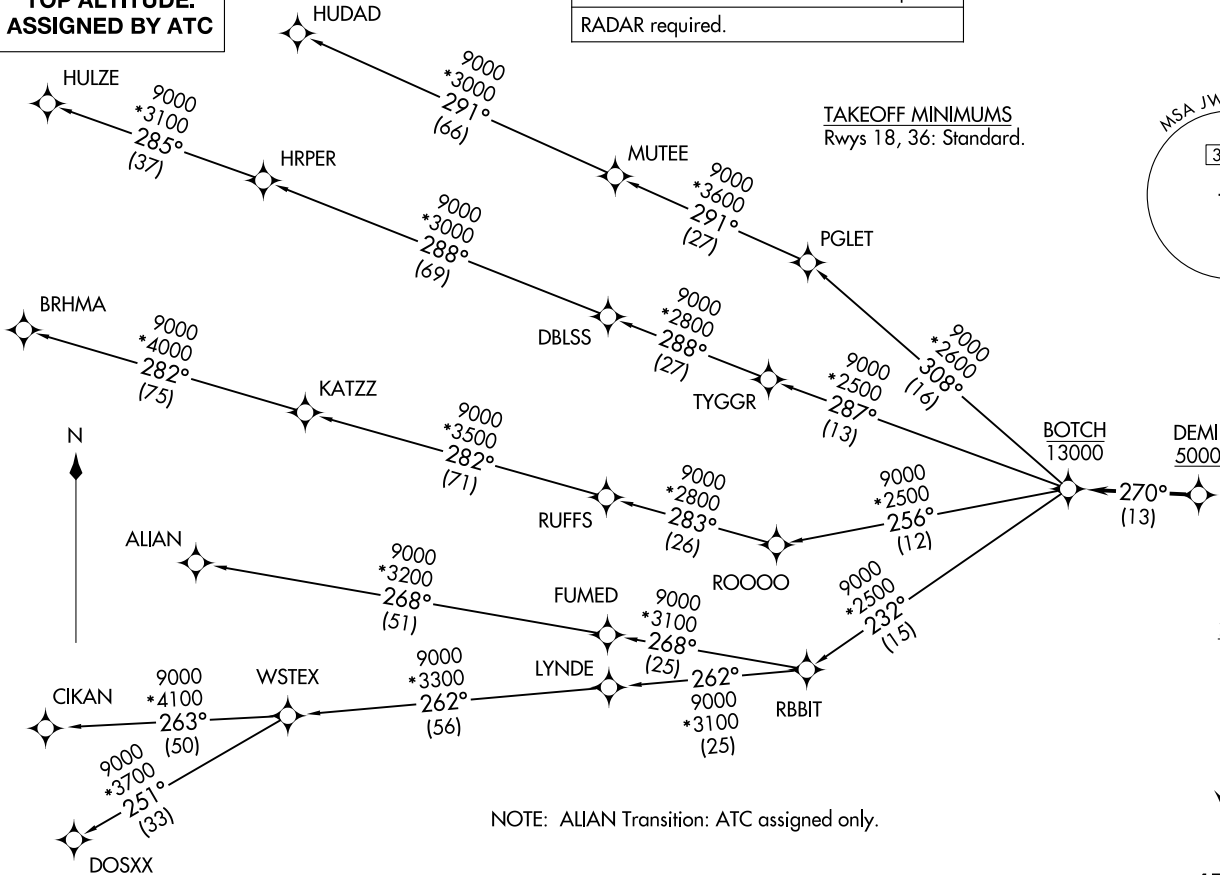 TOP ALTITUDE:
ASSIGNED BY ATC
RADAR required.
HUDAD
HULZE
9000
*3000
291°
(66)
9000
*3100
285°
(37)
TAKEOFF MINIMUMS
Rwys 18, 36: Standard.
MSA JW
3
HRPER
MUTEE
9000
*3600
291°
(27)
9000
*3000
288°
(69)
PGLET
BRHMA
9000
*4000
282°
(75)
DBLSS
9000
*2800
288°
(27)
9000
*2600
308°
(16)
KATZZ
TYGGR
9000
*2500
287°
(13)
N
9000
*3500
282°
(71)
BOTCH
13000
DEMI
5000
270°
(13)
RUFFS
9000
*2800
283°
(26)
9000
*2500
256°
(12)
ALIAN
9000
*3200
268°
(51)
FUMED
ROOOO
9000
*3100
268°
(25)
9000
*2500
232°
(15)
CIKAN
9000
*4100
263°
(50)
WSTEX
9000
*3300
262°
(56)
LYNDE
262°
9000
*3100
(25)
RBBIT
9000
*3700
251°
(33)
DOSXX
NOTE: ALIAN Transition: ATC assigned only.